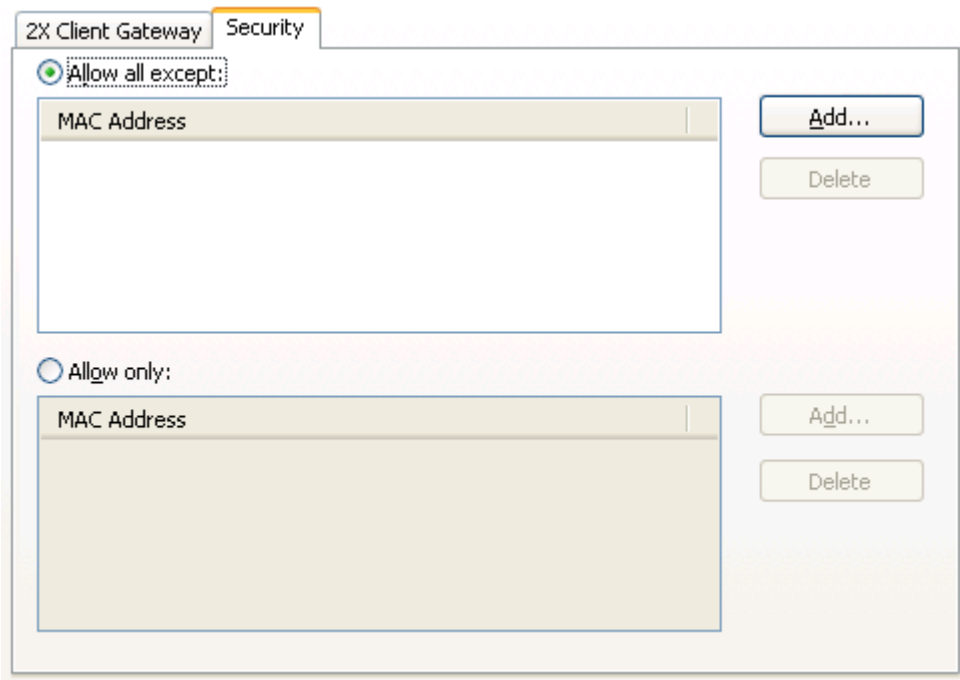 2X Client Gateway Security
Allow all except:
MAC Address
Add...
Delete
Allow only:
MAC Address
Add...
Delete